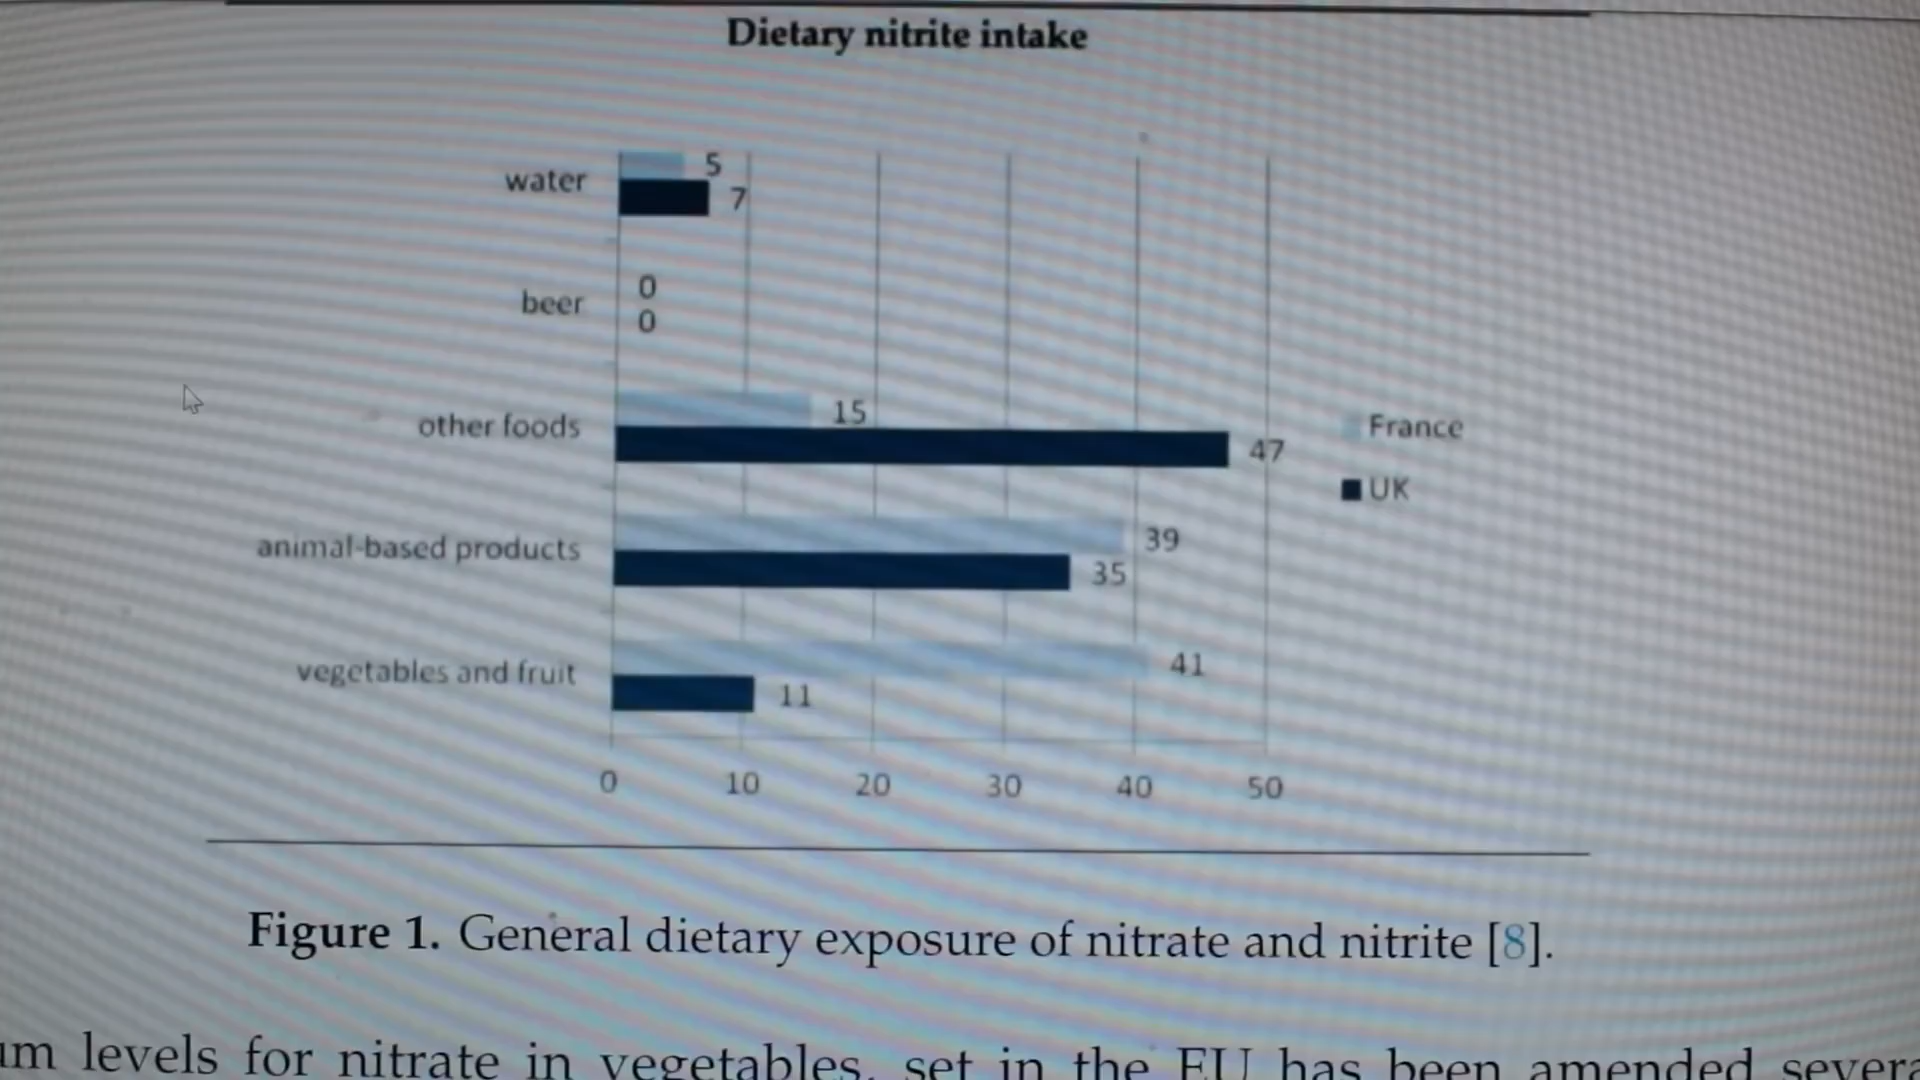 Dietary nitrite intake
water
5
7
beer
0
0
other foods
15
47
France
UK
animal-based products
39
35
vegetables and fruit
41
11
0 10 20 30 40 50
Figure 1. General dietary exposure of nitrate and nitrite [8].
levels for nitrate in vegetables, set in the EU has been amended